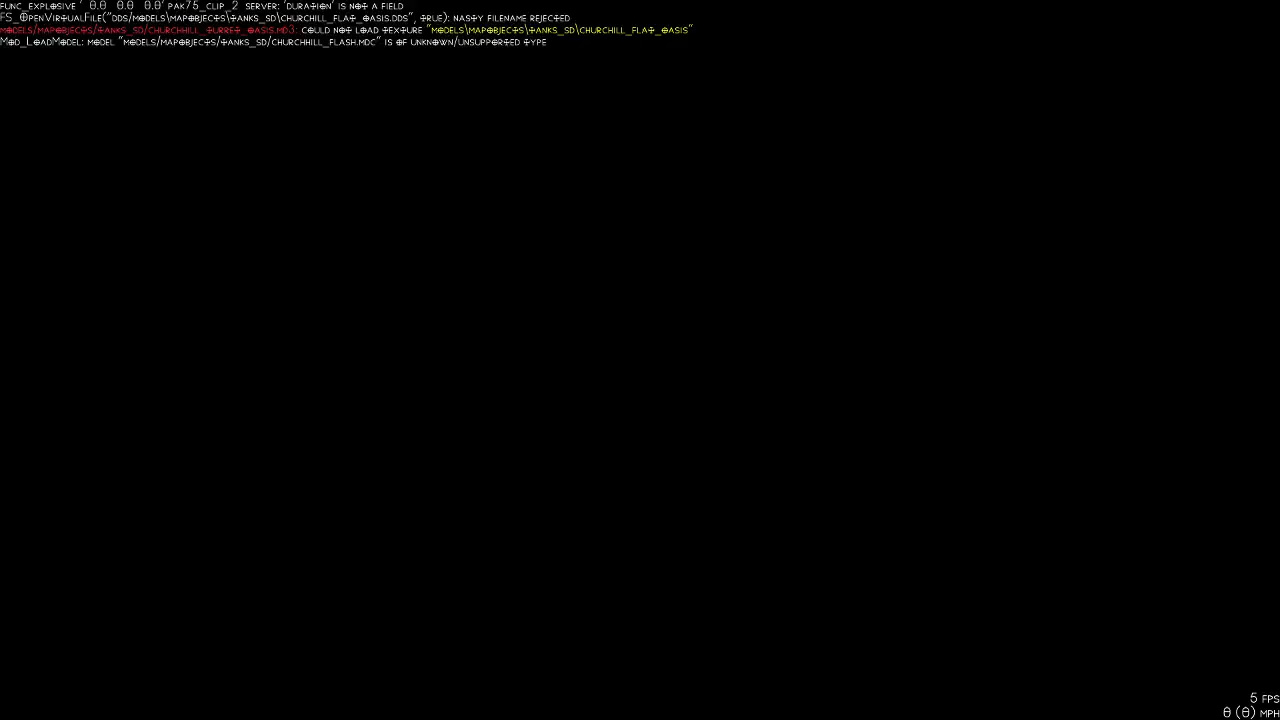 func_explosive ' 0.0  0.0  0.0' pak75_clip_2 server: 'duration' is not a field
FS_OpenVirtualFile("dds/models\mapobjects\tanks_sd\churchill_flat_oasis.dds", true): nasty filename rejected
models/mapobjects/tanks_sd/churchhill_turret_oasis.md3: could not load texture "models\mapobjects\tanks_sd\churchill_flat_oasis"
Mod_LoadModel: model "models/mapobjects/tanks_sd/churchhill_flash.mdc" is of unknown/unsupported type
5 fps
0 (0) mph